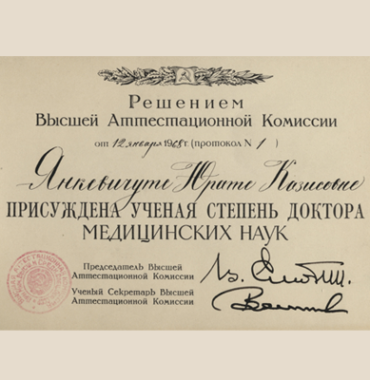 Решением
Высшей Аттестационной Комиссии
от 12 января 1968 г. (протокол N 1 )
Янкевичуте Юрате Казисовне
ПРИСУЖДЕНА УЧЕНАЯ СТЕПЕНЬ ДОКТОРА
МЕДИЦИНСКИХ НАУК
Председатель Высшей
Аттестационной Комиссии
Ученый Секретарь Высшей
Аттестационной Комиссии